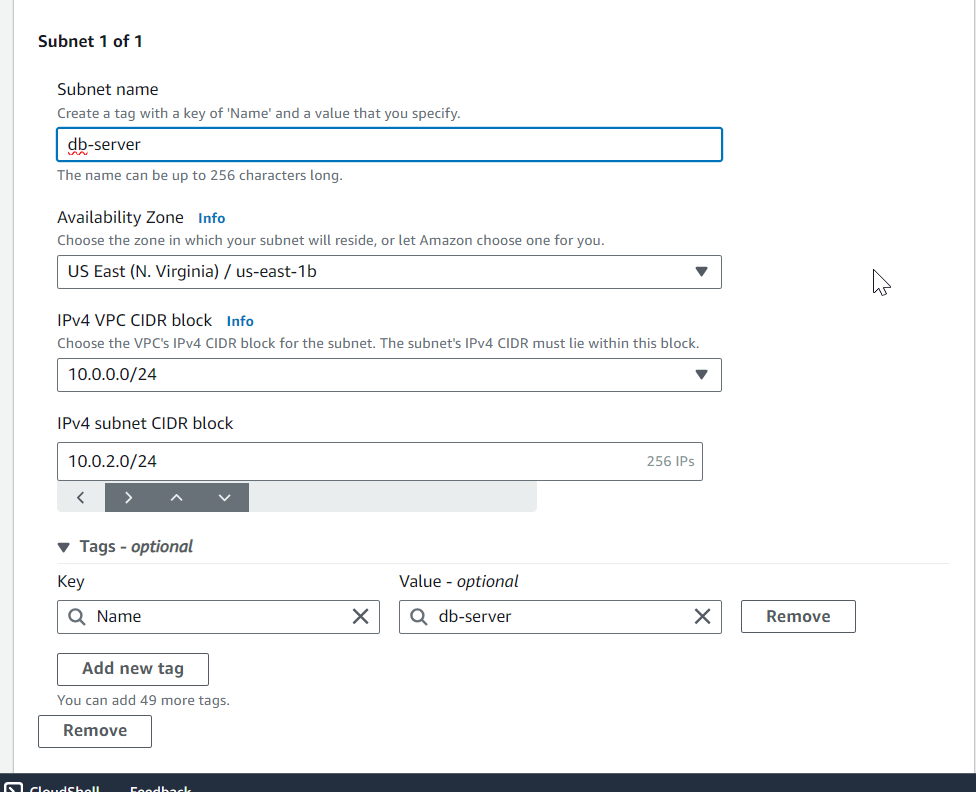 Subnet 1 of 1
Subnet name
Create a tag with a key of 'Name' and a value that you specify.
db-server
The name can be up to 256 characters long.
Availability Zone Info
Choose the zone in which your subnet will reside, or let Amazon choose one for you.
US East (N. Virginia) / us-east-1b
IPv4 VPC CIDR block Info
Choose the VPC's IPv4 CIDR block for the subnet. The subnet's IPv4 CIDR must lie within this block.
10.0.0.0/24
IPv4 subnet CIDR block
10.0.2.0/24 256 IPs
Tags - optional
Key Value - optional
Name db-server Remove
Add new tag
You can add 49 more tags.
Remove
CloudShell Feedback